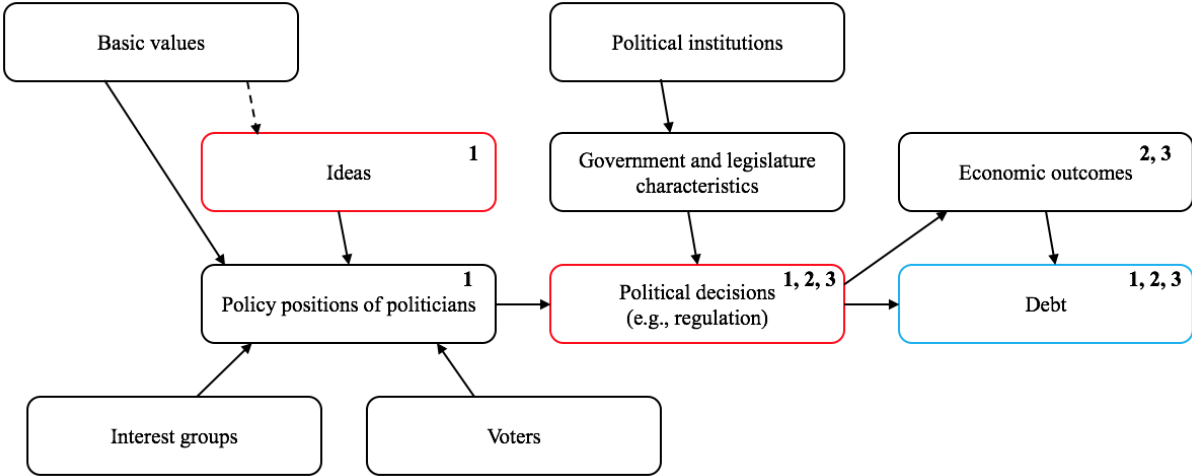 Basic values
Political institutions
1
Ideas
Government and legislature
characteristics
2, 3
Economic outcomes
1
Policy positions of politicians
1, 2, 3
Political decisions
(e.g., regulation)
1, 2, 3
Debt
Interest groups
Voters